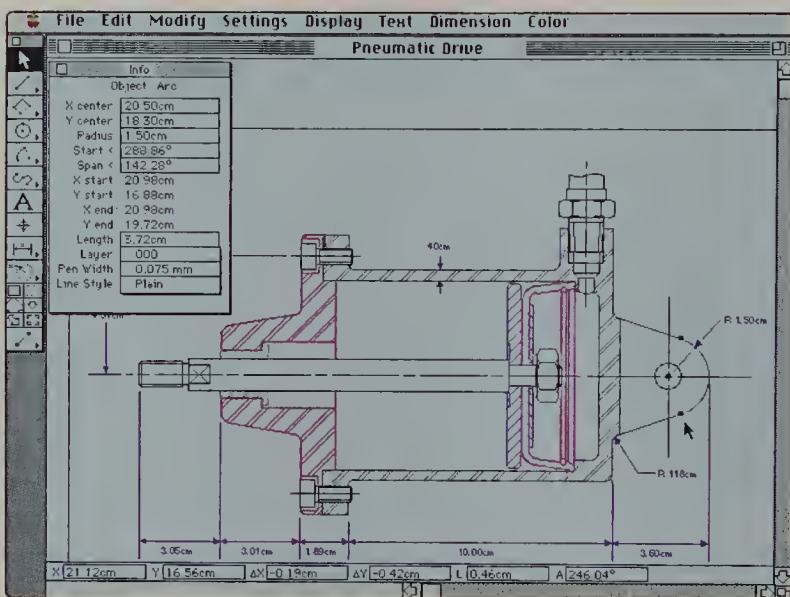 File Edit Modify Settings Display Text Dimension Color
Pneumatic Drive
Info
Object Arc
X center 20.50cm
Y center 18.30cm
Radius 1.50cm
Start < 288.86°
Span < 142.28°
X start 20.98cm
Y start 16.88cm
X end 20.98cm
Y end 19.72cm
Length 3.72cm
Layer 000
Pen Width 0.075 mm
Line Style Plain
A
.40cm
R 1.50cm
R .118cm
3.05cm 3.01cm 1.89cm 10.00cm 3.60cm
X 21.12cm Y 16.56cm ΔX -0.19cm ΔY -0.42cm L 0.46cm A 246.04°